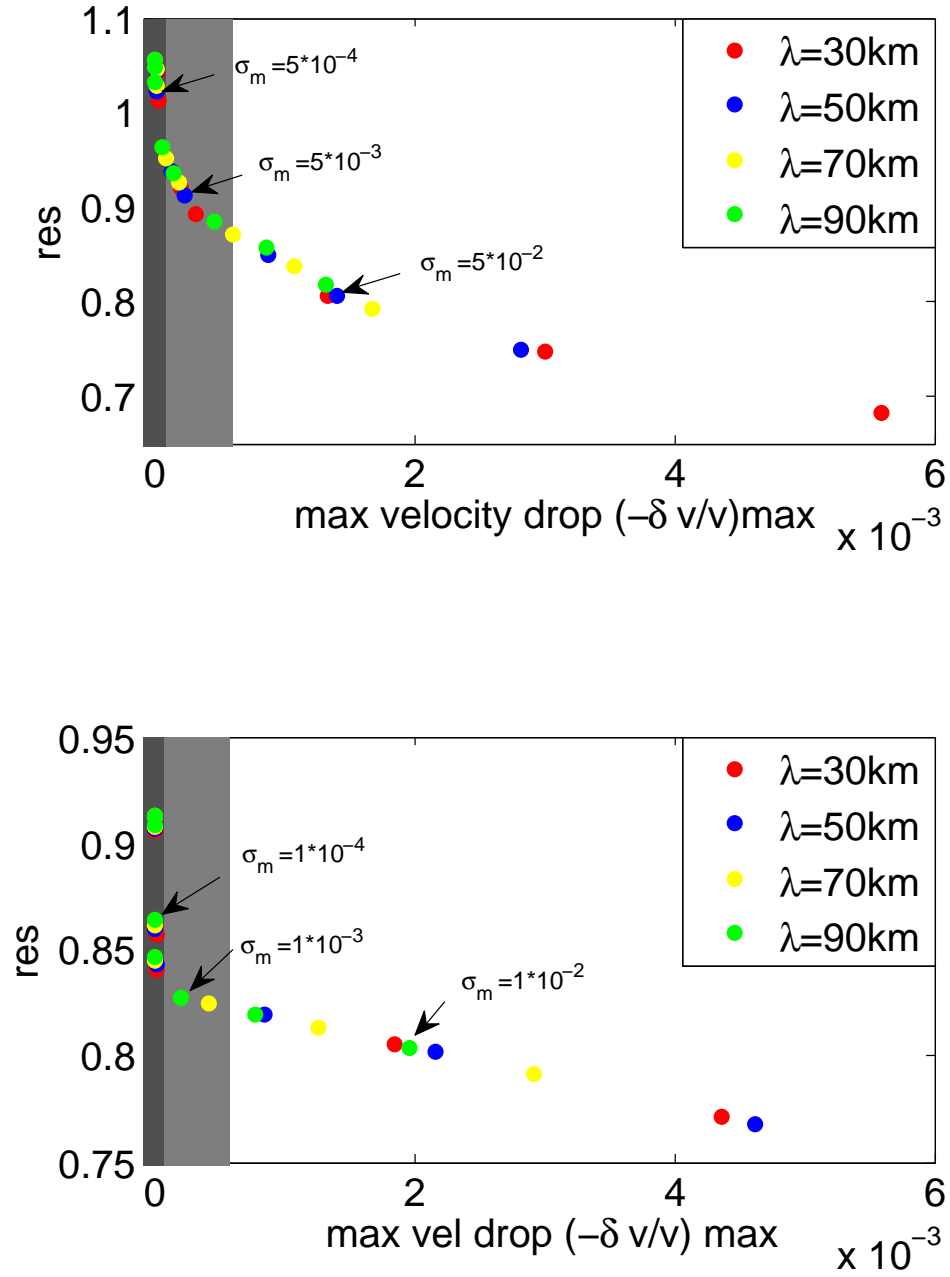 1.1
1
0.9
0.8
0.7
res
σm =5*10−4
σm =5*10−3
σm =5*10−2
λ=30km
λ=50km
λ=70km
λ=90km
0 2 4 6
max velocity drop (−δ v/v)max
x 10−3
0.95
0.9
0.85
0.8
0.75
res
σm =1*10−4
σm =1*10−3
σm =1*10−2
λ=30km
λ=50km
λ=70km
λ=90km
0 2 4 6
max vel drop (−δ v/v) max
x 10−3